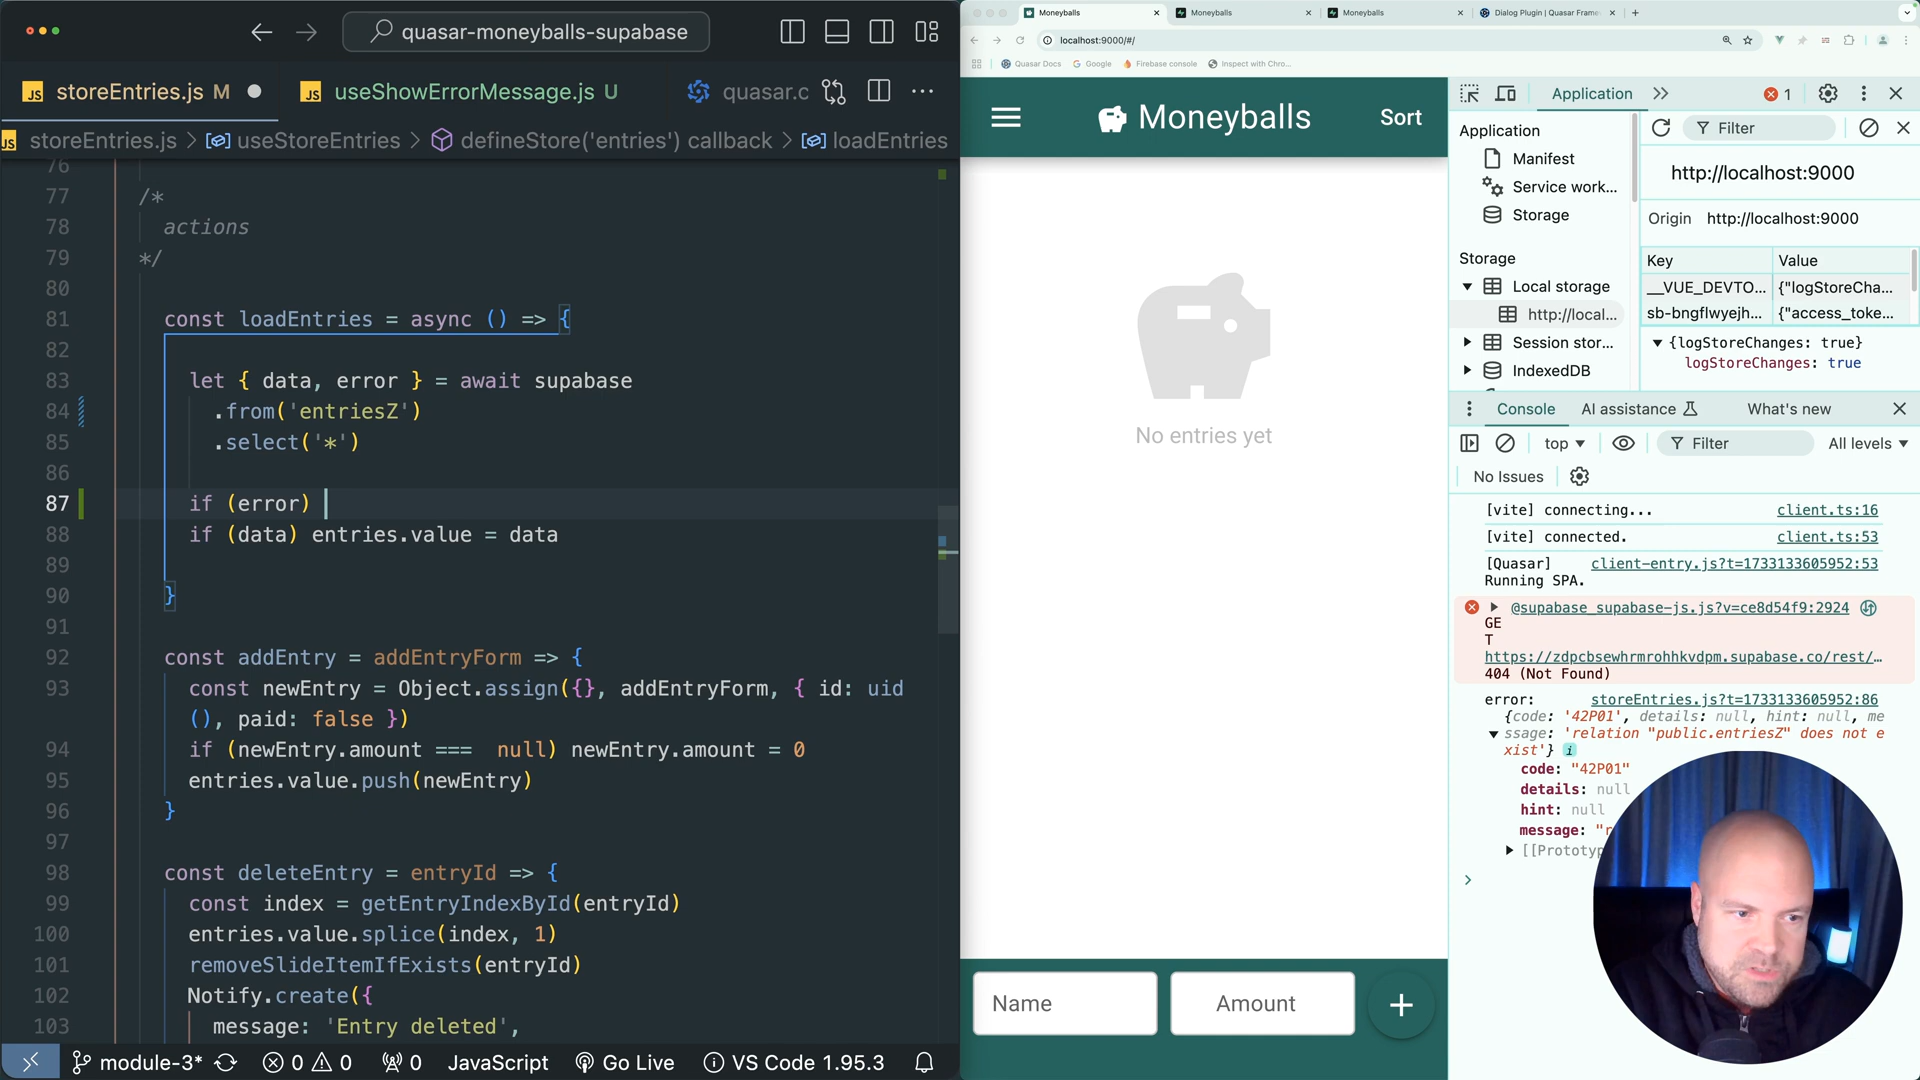 quasar-moneyballs-supabase
storeEntries.js M
useShowErrorMessage.js U
quasar.c
storeEntries.js > useStoreEntries > defineStore('entries') callback > loadEntries
76
77 /*
78 actions
79 */
80
81 const loadEntries = async () => {
82
83 let { data, error } = await supabase
84 .from('entriesZ')
85 .select('*')
86
87 if (error)
88 if (data) entries.value = data
89
90 }
91
92 const addEntry = addEntryForm => {
93 const newEntry = Object.assign({}, addEntryForm, { id: uid
(), paid: false })
94 if (newEntry.amount === null) newEntry.amount = 0
95 entries.value.push(newEntry)
96 }
97
98 const deleteEntry = entryId => {
99 const index = getEntryIndexById(entryId)
100 entries.value.splice(index, 1)
101 removeSlideItemIfExists(entryId)
102 Notify.create({
103 message: 'Entry deleted',
module-3* 0 0 0 JavaScript Go Live VS Code 1.95.3
Moneyballs
Moneyballs
Moneyballs
Dialog Plugin | Quasar Frame
localhost:9000/#/
Quasar Docs
Google
Firebase console
Inspect with Chro...
Moneyballs
Sort
No entries yet
Name
Amount
+
Application
1
Application
Manifest
Service work...
Storage
Storage
Local storage
http://local...
Session stor...
IndexedDB
Filter
http://localhost:9000
Origin http://localhost:9000
Key Value
__VUE_DEVTO... {"logStoreCha...
sb-bngflwyejh... {"access_toke...
{logStoreChanges: true}
logStoreChanges: true
Console
AI assistance
What's new
top
Filter
All levels
No Issues
[vite] connecting... client.ts:16
[vite] connected. client.ts:53
[Quasar] client-entry.js?t=1733133605952:53
Running SPA.
@supabase_supabase-js.js?v=ce8d54f9:2924
GE
T
https://zdpcbsewhrmrohhkvdpm.supabase.co/rest/…
404 (Not Found)
error: storeEntries.js?t=1733133605952:86
{code: '42P01', details: null, hint: null, me
ssage: 'relation "public.entriesZ" does not e
xist'}
code: "42P01"
details: null
hint: null
message: "r
[[Prototyp